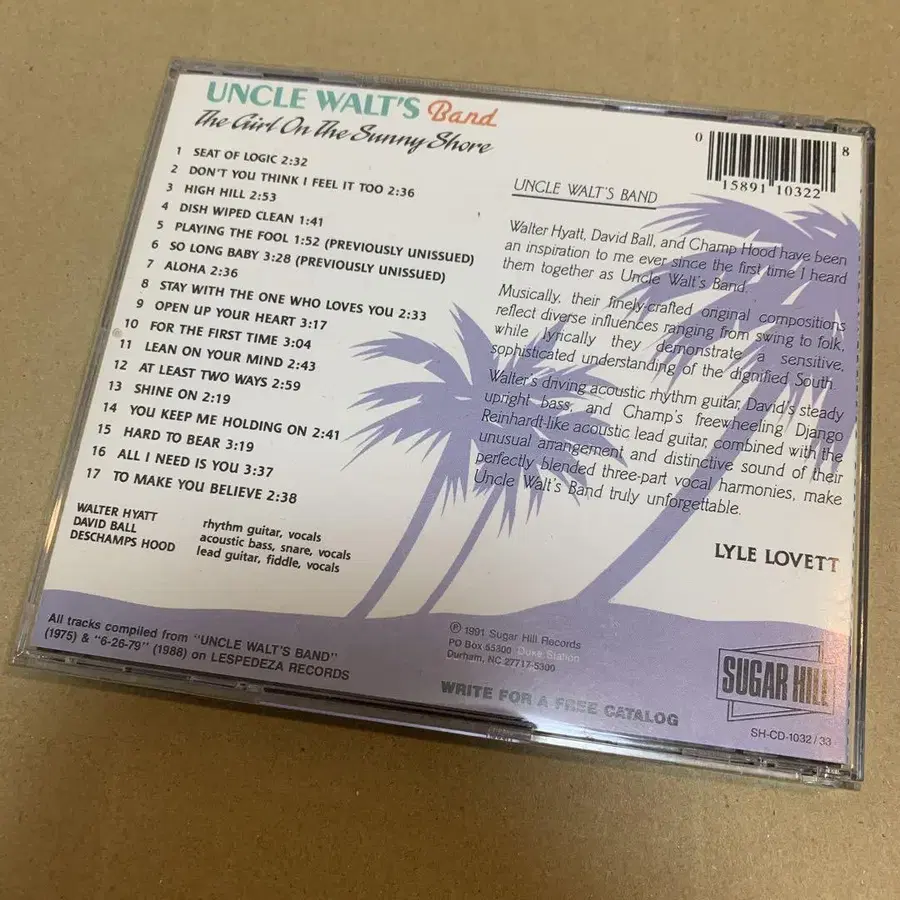 UNCLE WALT'S Band
The Girl On The Sunny Shore
1 SEAT OF LOGIC 2:32
2 DON'T YOU THINK I FEEL IT TOO 2:36
3 HIGH HILL 2:53
4 DISH WIPED CLEAN 1:41
5 PLAYING THE FOOL 1:52 (PREVIOUSLY UNISSUED)
6 SO LONG BABY 3:28 (PREVIOUSLY UNISSUED)
7 ALOHA 2:36
8 STAY WITH THE ONE WHO LOVES YOU 2:33
9 OPEN UP YOUR HEART 3:17
10 FOR THE FIRST TIME 3:04
11 LEAN ON YOUR MIND 2:43
12 AT LEAST TWO WAYS 2:59
13 SHINE ON 2:19
14 YOU KEEP ME HOLDING ON 2:41
15 HARD TO BEAR 3:19
16 ALL I NEED IS YOU 3:37
17 TO MAKE YOU BELIEVE 2:38
WALTER HYATT rhythm guitar, vocals
DAVID BALL acoustic bass, snare, vocals
DESCHAMPS HOOD lead guitar, fiddle, vocals
All tracks compiled from "UNCLE WALT'S BAND"
(1975) & "6-26-79" (1988) on LESPEDEZA RECORDS
0 15891 10322 8
UNCLE WALT'S BAND
Walter Hyatt, David Ball, and Champ Hood have been
an inspiration to me ever since the first time I heard
them together as Uncle Walt's Band.
Musically, their finely-crafted original compositions
reflect diverse influences ranging from swing to folk,
while lyrically they demonstrate a sensitive,
sophisticated understanding of the dignified South.
Walter's driving acoustic rhythm guitar, David's steady
upright bass, and Champ's freewheeling Django
Reinhardt-like acoustic lead guitar, combined with the
unusual arrangement and distinctive sound of their
perfectly blended three-part vocal harmonies, make
Uncle Walt's Band truly unforgettable.
LYLE LOVETT
℗ 1991 Sugar Hill Records
PO Box 55300 Duke Station
Durham, NC 27717-5300
WRITE FOR A FREE CATALOG
SUGAR HILL
SH-CD-1032/33